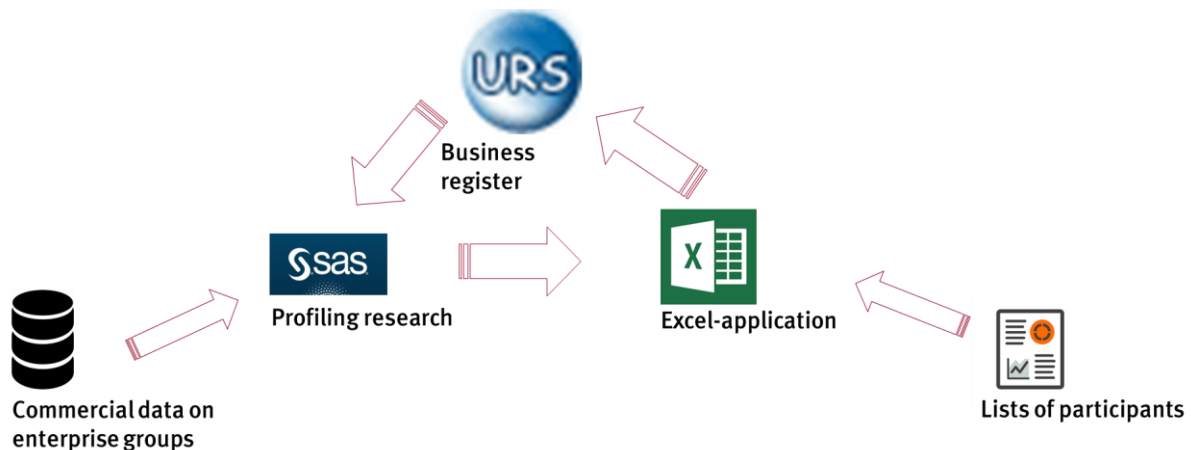 URS
Business
register
sas
Profiling research
X
Excel-application
Commercial data on
enterprise groups
Lists of participants